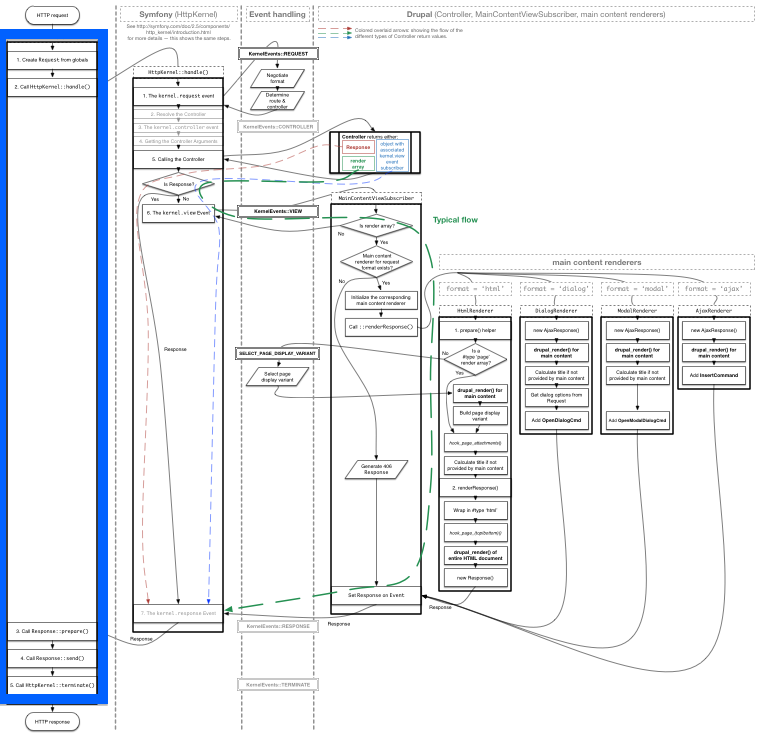 HTTP request
1. Create Request from globals
2. Call HttpKernel::handle()
3. Call Response::prepare()
4. Call Response::send()
5. Call HttpKernel::terminate()
HTTP response
Symfony (HttpKernel)
See http://symfony.com/doc/2.5/components/
http_kernel/introduction.html
for more details — this shows the same steps.
HttpKernel::handle()
1. The kernel.request event
2. Resolve the Controller
3. The kernel.controller event
4. Getting the Controller Arguments
5. Calling the Controller
Is Response?
Yes
No
6. The kernel.view Event
Response
7. The kernel.response Event
Response
Event handling
KernelEvents::REQUEST
Negotiate
format
Determine
route &
controller
KernelEvents::CONTROLLER
KernelEvents::VIEW
SELECT_PAGE_DISPLAY_VARIANT
Select page
display variant
KernelEvents::RESPONSE
KernelEvents::TERMINATE
Drupal (Controller, MainContentViewSubscriber, main content renderers)
Colored overlaid arrows: showing the flow of the
different types of Controller return values.
Controller returns either:
Response
render
array
object with
associated
kernel.view
event
subscriber
MainContentViewSubscriber
Is render array?
No
Yes
Main content
renderer for request
format exists?
No
Yes
Initialize the corresponding
main content renderer
Call ::renderResponse()
Generate 406
Response
Set Response on Event
Response
Typical flow
main content renderers
format = 'html'
HtmlRenderer
1. prepare() helper
Is a
#type 'page'
render array?
No
Yes
drupal_render() for
main content
Build page display
variant
hook_page_attachments()
Calculate title if not
provided by main content
2. renderResponse()
Wrap in #type 'html'
hook_page_{top|bottom}()
drupal_render() of
entire HTML document
new Response()
Response
format = 'dialog'
DialogRenderer
new AjaxResponse()
drupal_render() for
main content
Calculate title if not
provided by main content
Get dialog options from
Request
Add OpenDialogCmd
format = 'modal'
ModalRenderer
new AjaxResponse()
drupal_render() for
main content
Calculate title if not
provided by main content
Add OpenModalDialogCmd
format = 'ajax'
AjaxRenderer
new AjaxResponse()
drupal_render() for
main content
Add InsertCommand